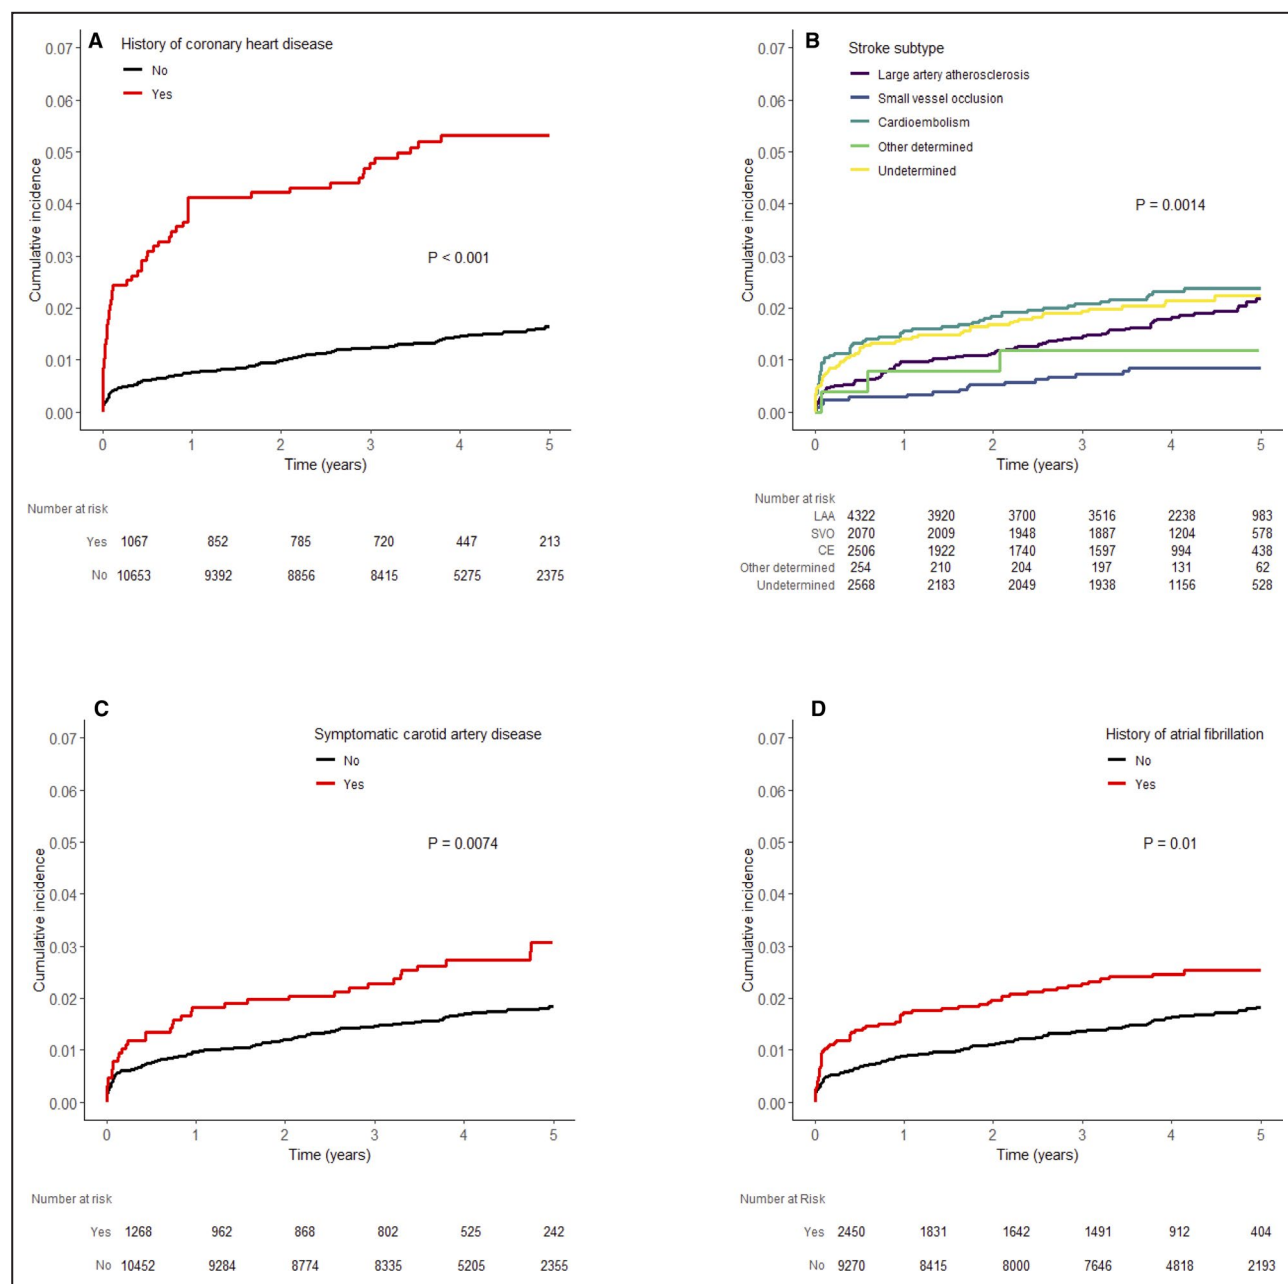 A History of coronary heart disease
No
Yes
0.07
0.06
0.05
0.04
0.03
0.02
0.01
0.00
Cumulative incidence
P < 0.001
0 1 2 3 4 5
Time (years)
Number at risk
Yes 1067 852 785 720 447 213
No 10653 9392 8856 8415 5275 2375
B Stroke subtype
Large artery atherosclerosis
Small vessel occlusion
Cardioembolism
Other determined
Undetermined
0.07
0.06
0.05
0.04
0.03
0.02
0.01
0.00
Cumulative incidence
P = 0.0014
0 1 2 3 4 5
Time (years)
Number at risk
LAA 4322 3920 3700 3516 2238 983
SVO 2070 2009 1948 1887 1204 578
CE 2506 1922 1740 1597 994 438
Other determined 254 210 204 197 131 62
Undetermined 2568 2183 2049 1938 1156 528
C
Symptomatic carotid artery disease
No
Yes
0.07
0.06
0.05
0.04
0.03
0.02
0.01
0.00
Cumulative incidence
P = 0.0074
0 1 2 3 4 5
Time (years)
Number at risk
Yes 1268 962 868 802 525 242
No 10452 9284 8774 8335 5205 2355
D
History of atrial fibrillation
No
Yes
0.07
0.06
0.05
0.04
0.03
0.02
0.01
0.00
Cumulative incidence
P = 0.01
0 1 2 3 4 5
Time (years)
Number at Risk
Yes 2450 1831 1642 1491 912 404
No 9270 8415 8000 7646 4818 2193